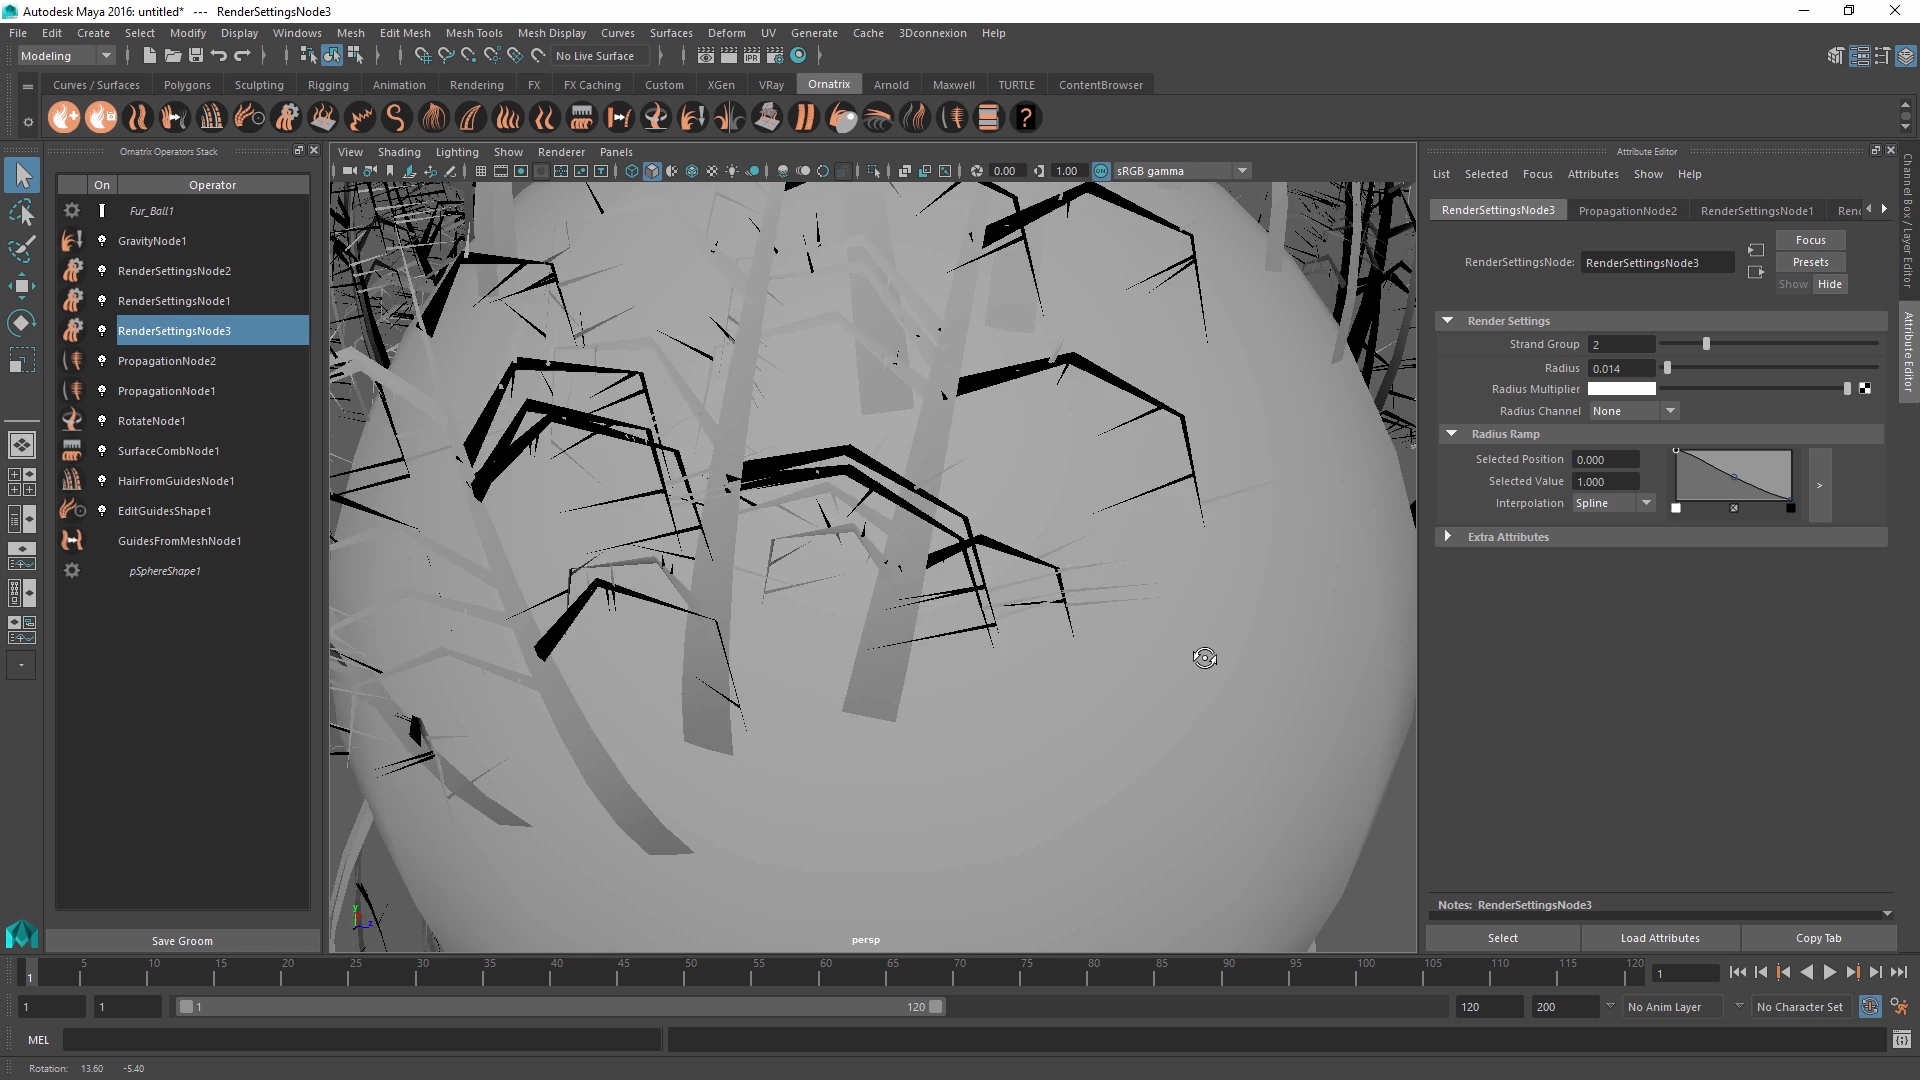 Autodesk Maya 2016: untitled* --- RenderSettingsNode3
File Edit Create Select Modify Display Windows Mesh Edit Mesh Mesh Tools Mesh Display Curves Surfaces Deform UV Generate Cache 3Dconnexion Help
Modeling No Live Surface
Curves / Surfaces Polygons Sculpting Rigging Animation Rendering FX FX Caching Custom XGen VRay Ornatrix Arnold Maxwell TURTLE ContentBrowser
Ornatrix Operators Stack
On Operator
Fur_Ball1
GravityNode1
RenderSettingsNode2
RenderSettingsNode1
RenderSettingsNode3
PropagationNode2
PropagationNode1
RotateNode1
SurfaceCombNode1
HairFromGuidesNode1
EditGuidesShape1
GuidesFromMeshNode1
pSphereShape1
Save Groom
View Shading Lighting Show Renderer Panels
0.00 1.00 ON sRGB gamma
persp
y
z
Attribute Editor
List Selected Focus Attributes Show Help
RenderSettingsNode3 PropagationNode2 RenderSettingsNode1
RenderSettingsNode: RenderSettingsNode3
Focus
Presets
Show Hide
Render Settings
Strand Group 2
Radius 0.014
Radius Multiplier
Radius Channel None
Radius Ramp
Selected Position 0.000
Selected Value 1.000
Interpolation Spline
>
Extra Attributes
Notes: RenderSettingsNode3
Select Load Attributes Copy Tab
Channel Box / Layer Editor
Attribute Editor
1 5 10 15 20 25 30 35 40 45 50 55 60 65 70 75 80 85 90 95 100 105 110 115 120 1
1 1 1 120 120 200 No Anim Layer No Character Set
MEL
Rotation: 13.60 -5.40